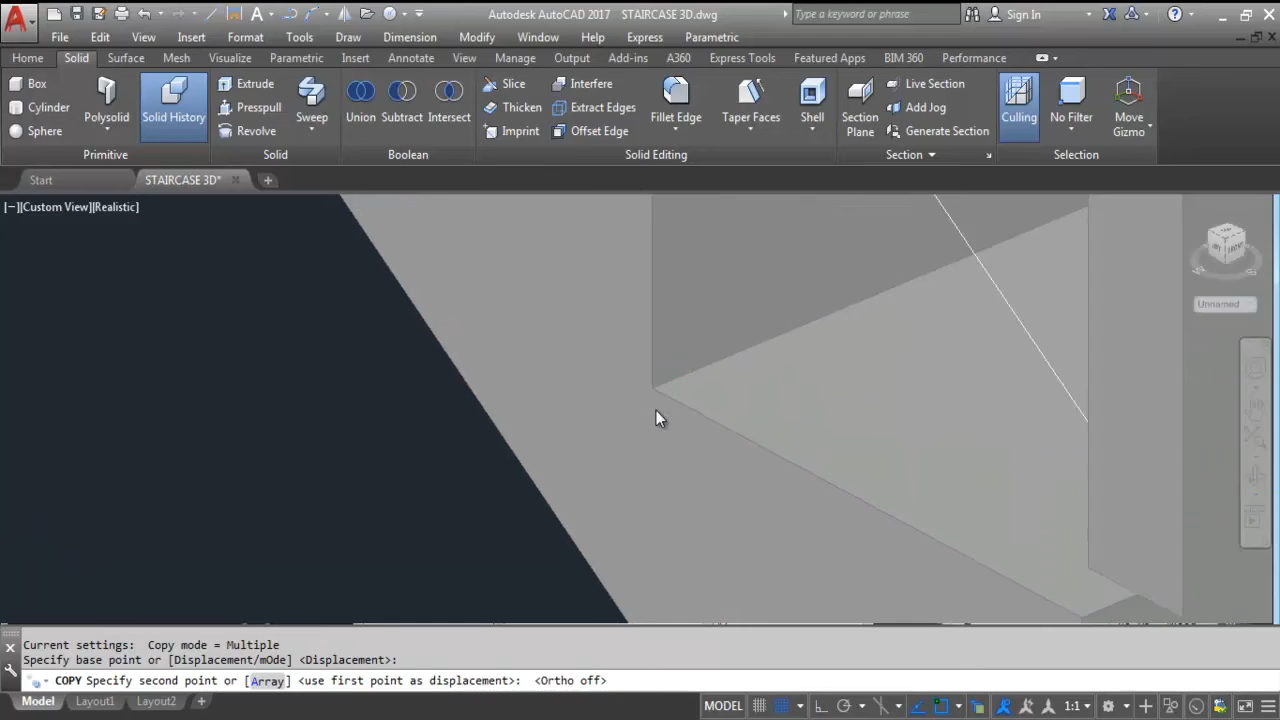 Autodesk AutoCAD 2017 STAIRCASE 3D.dwg Type a keyword or phrase Sign In
File Edit View Insert Format Tools Draw Dimension Modify Window Help Express Parametric
Home Solid Surface Mesh Visualize Parametric Insert Annotate View Manage Output Add-ins A360 Express Tools Featured Apps BIM 360 Performance
Box Extrude Slice Interfere Live Section
Cylinder Presspull Thicken Extract Edges Add Jog
Sphere Revolve Imprint Offset Edge Generate Section
Polysolid Solid History Sweep Union Subtract Intersect Fillet Edge Taper Faces Shell Section Plane Culling No Filter Move Gizmo
Primitive Solid Boolean Solid Editing Section Selection
Start STAIRCASE 3D*
[−][Custom View][Realistic]
Unnamed
Current settings: Copy mode = Multiple
Specify base point or [Displacement/mOde] <Displacement>:
COPY Specify second point or [Array] <use first point as displacement>: <Ortho off>
Model Layout1 Layout2 + MODEL 1:1